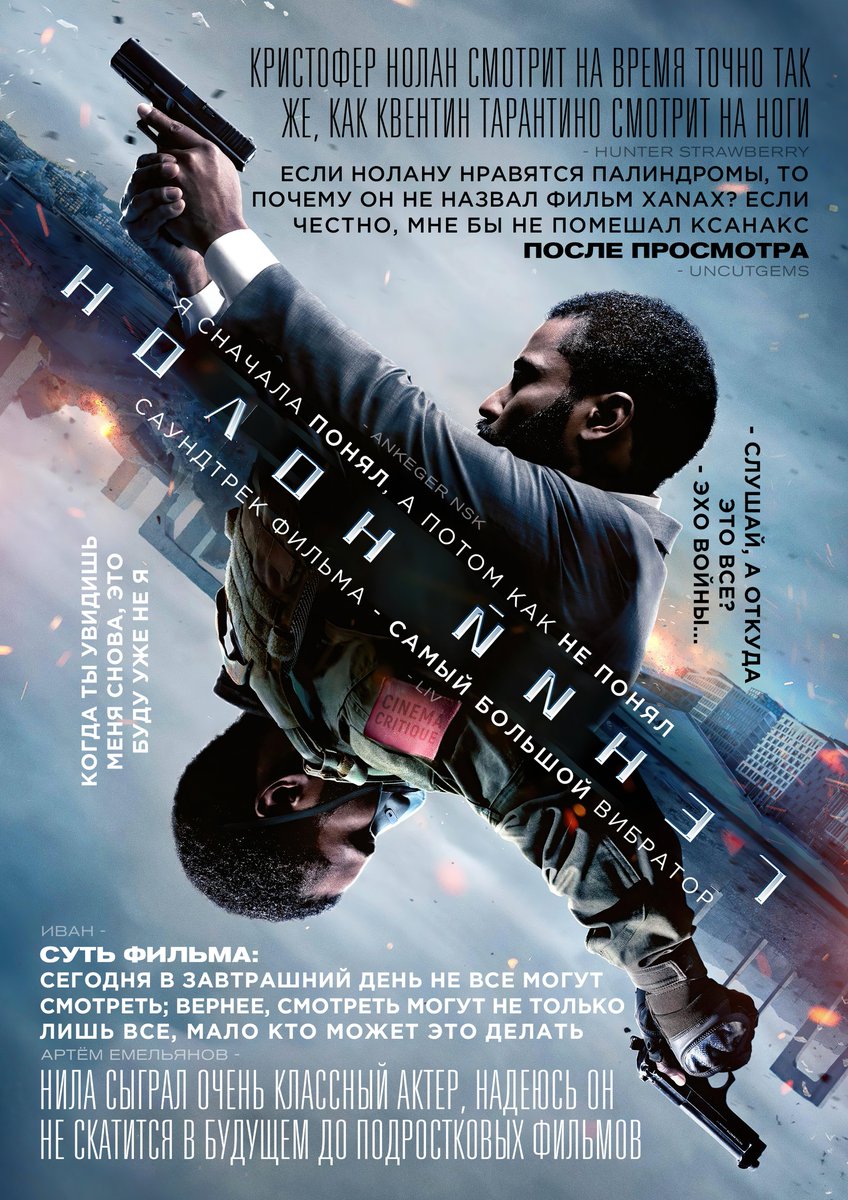 КРИСТОФЕР НОЛАН СМОТРИТ НА ВРЕМЯ ТОЧНО ТАК
ЖЕ, КАК КВЕНТИН ТАРАНТИНО СМОТРИТ НА НОГИ
- HUNTER STRAWBERRY
ЕСЛИ НОЛАНУ НРАВЯТСЯ ПАЛИНДРОМЫ, ТО
ПОЧЕМУ ОН НЕ НАЗВАЛ ФИЛЬМ XANAX? ЕСЛИ
ЧЕСТНО, МНЕ БЫ НЕ ПОМЕШАЛ КСАНАКС
ПОСЛЕ ПРОСМОТРА
- UNCUTGEMS
Я СНАЧАЛА ПОНЯЛ, А ПОТОМ КАК НЕ ПОНЯЛ
- ANKEGER NSK
НОЛОН ЙИНЕГ
САУНДТРЕК ФИЛЬМА - САМЫЙ БОЛЬШОЙ ВИБРАТОР
- LIV
CINEMA
CRITIQUE
- СЛУШАЙ, А ОТКУДА
ЭТО ВСЕ?
- ЭХО ВОЙНЫ...
КОГДА ТЫ УВИДИШЬ
МЕНЯ СНОВА, ЭТО
БУДУ УЖЕ НЕ Я
ИВАН -
СУТЬ ФИЛЬМА:
СЕГОДНЯ В ЗАВТРАШНИЙ ДЕНЬ НЕ ВСЕ МОГУТ
СМОТРЕТЬ; ВЕРНЕЕ, СМОТРЕТЬ МОГУТ НЕ ТОЛЬКО
ЛИШЬ ВСЕ, МАЛО КТО МОЖЕТ ЭТО ДЕЛАТЬ
АРТЁМ ЕМЕЛЬЯНОВ -
НИЛА СЫГРАЛ ОЧЕНЬ КЛАССНЫЙ АКТЕР, НАДЕЮСЬ ОН
НЕ СКАТИТСЯ В БУДУЩЕМ ДО ПОДРОСТКОВЫХ ФИЛЬМОВ